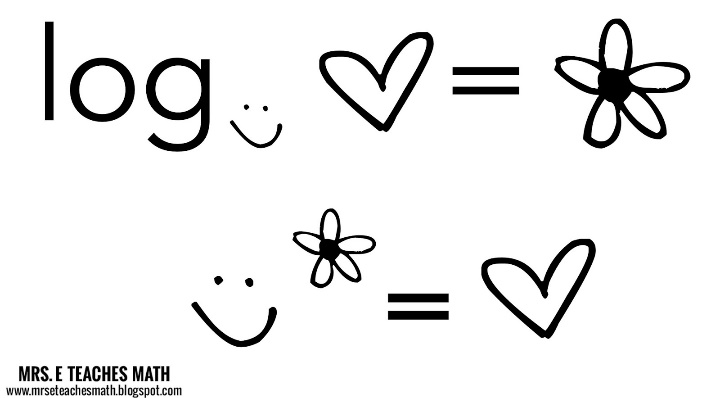 log =
=
MRS. E TEACHES MATH
www.mrseteachesmath.blogspot.com